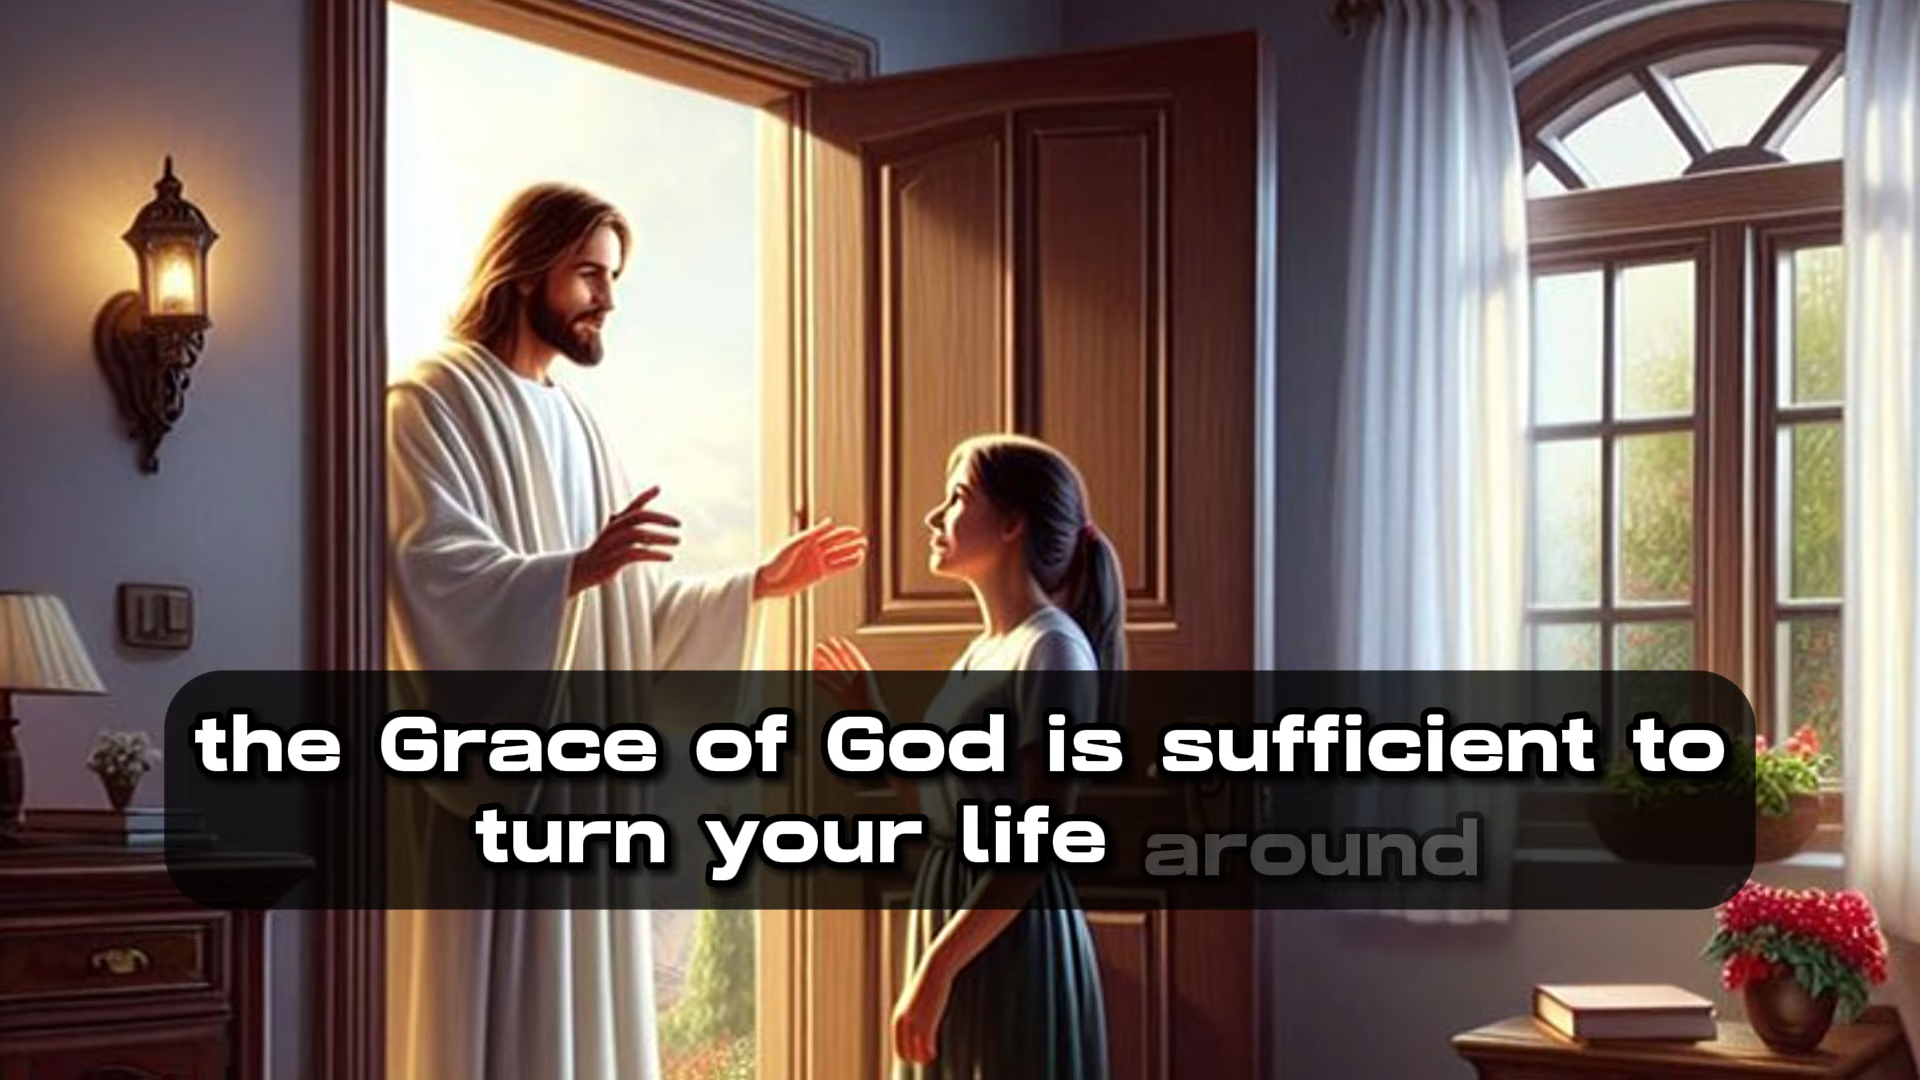 the Grace of God is sufficient to
turn your life around